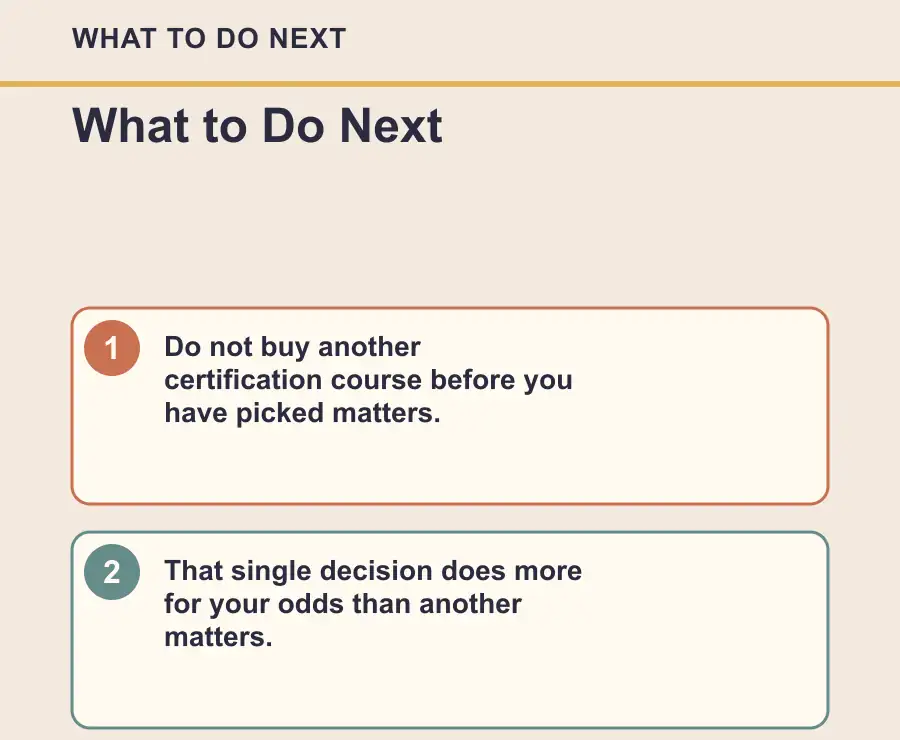 WHAT TO DO NEXT
What to Do Next
1
Do not buy another
certification course before you
have picked matters.
2
That single decision does more
for your odds than another
matters.